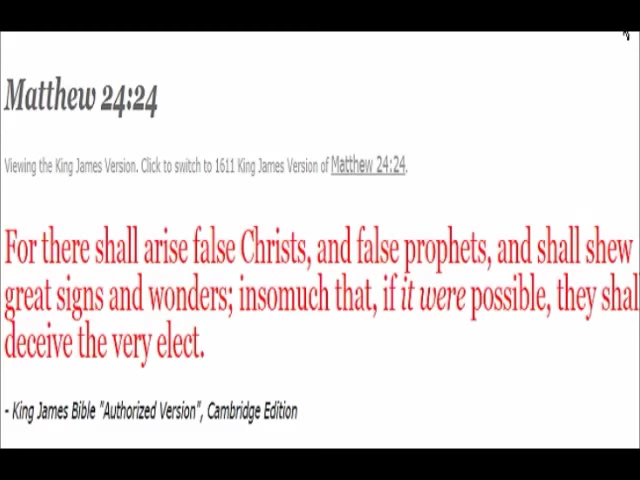 Matthew 24:24
Viewing the King James Version. Click to switch to 1611 King James Version of Matthew 24:24.
For there shall arise false Christs, and false prophets, and shall shew
great signs and wonders; insomuch that, if it were possible, they shal
deceive the very elect.
- King James Bible "Authorized Version", Cambridge Edition